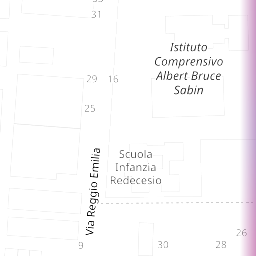 31
Istituto
Comprensivo
Albert Bruce
Sabin
29
16
25
Scuola
Infanzia
Redecesio
Via Reggio Emilia
26
9
30
28